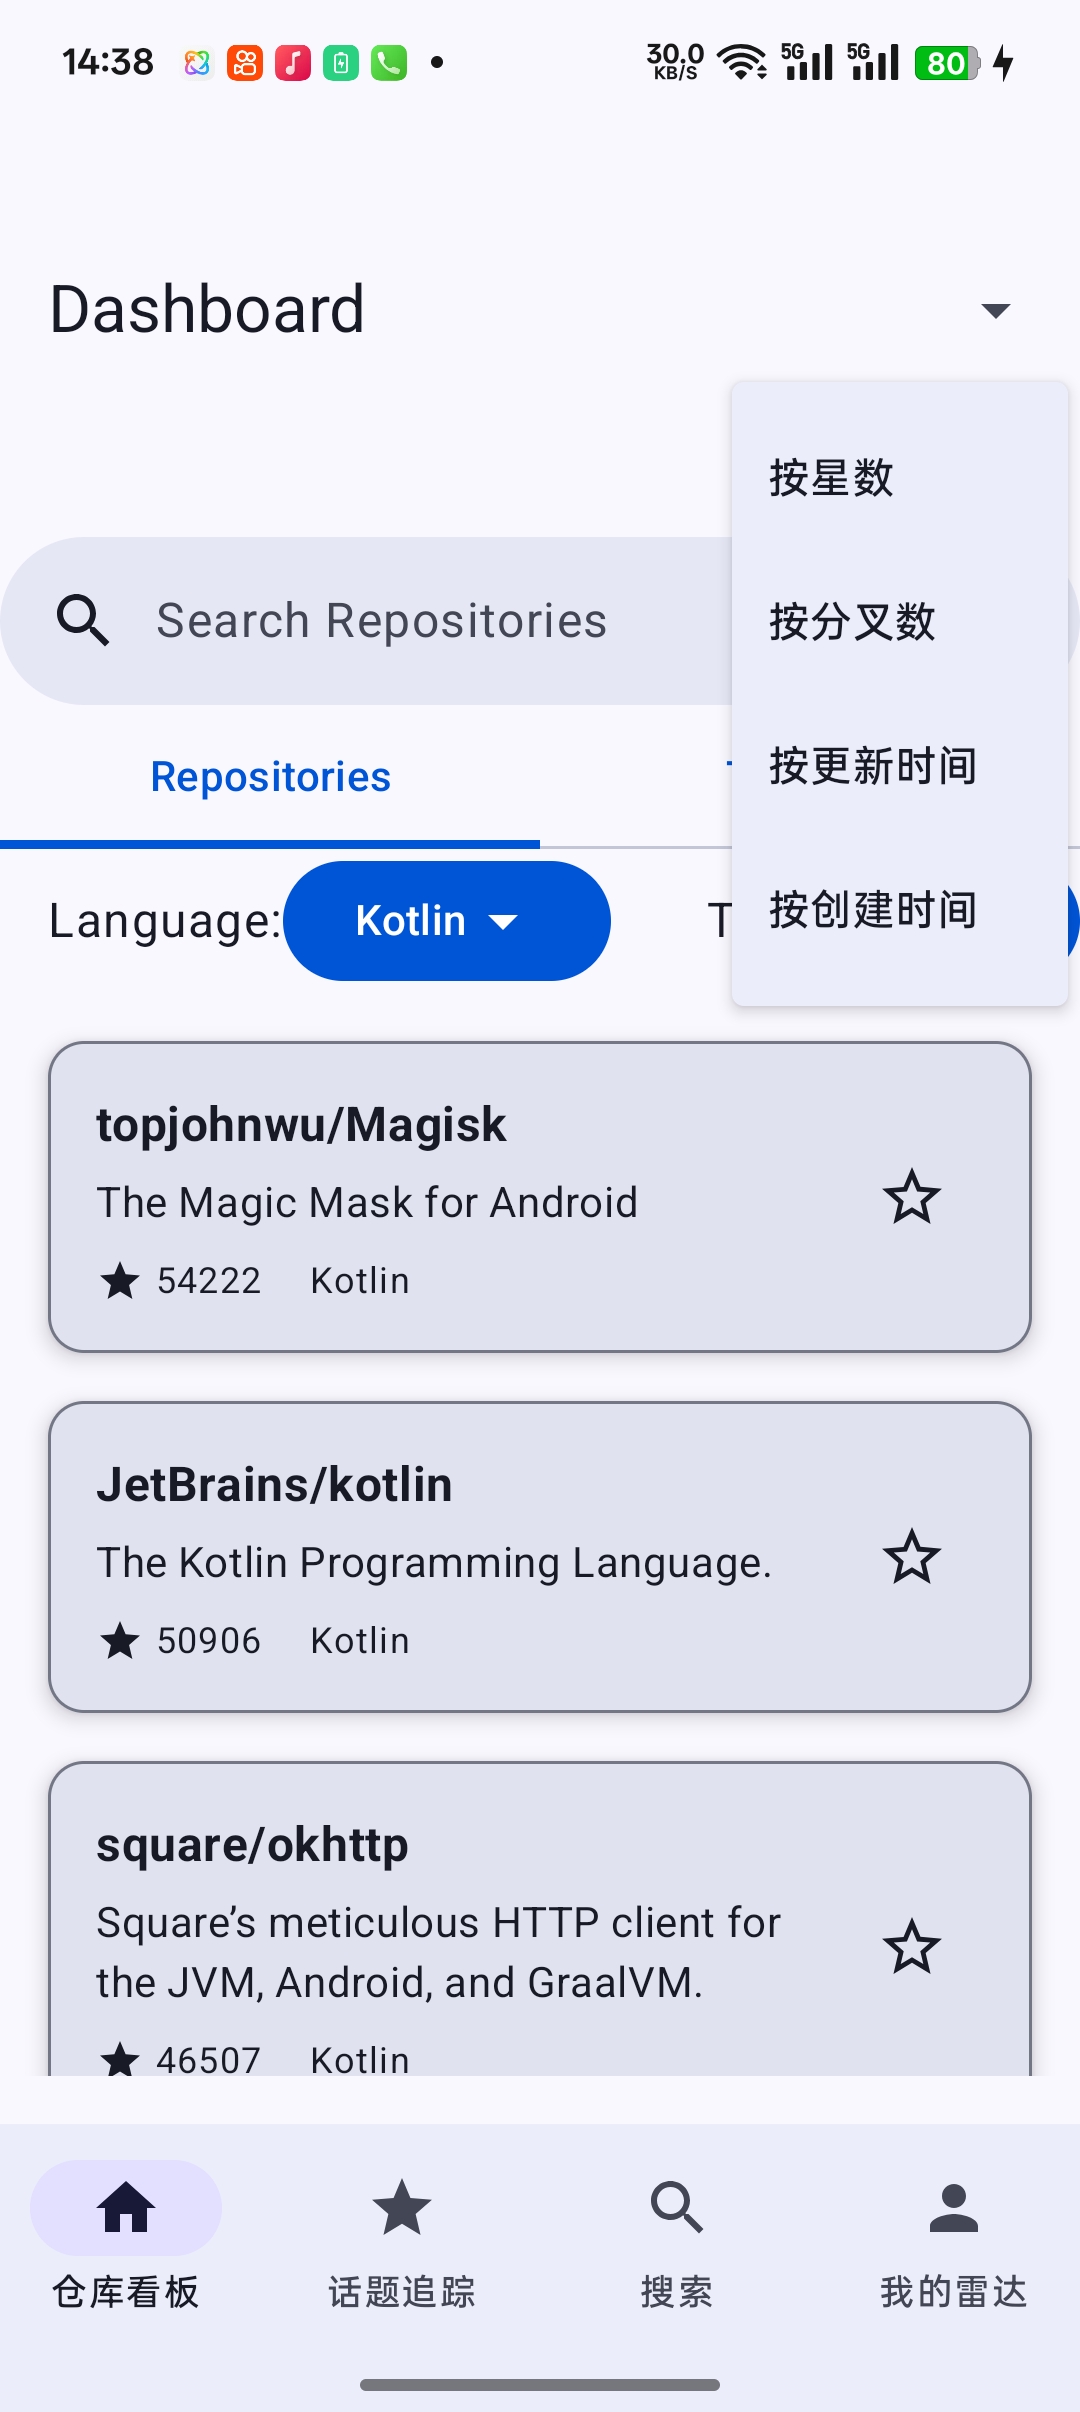 14:38
30.0
KB/S
5G
5G
80
Dashboard
按星数
按分叉数
按更新时间
按创建时间
Search Repositories
Repositories
Language:
Kotlin
T
topjohnwu/Magisk
The Magic Mask for Android
54222 Kotlin
JetBrains/kotlin
The Kotlin Programming Language.
50906 Kotlin
square/okhttp
Square’s meticulous HTTP client for
the JVM, Android, and GraalVM.
46507 Kotlin
仓库看板
话题追踪
搜索
我的雷达